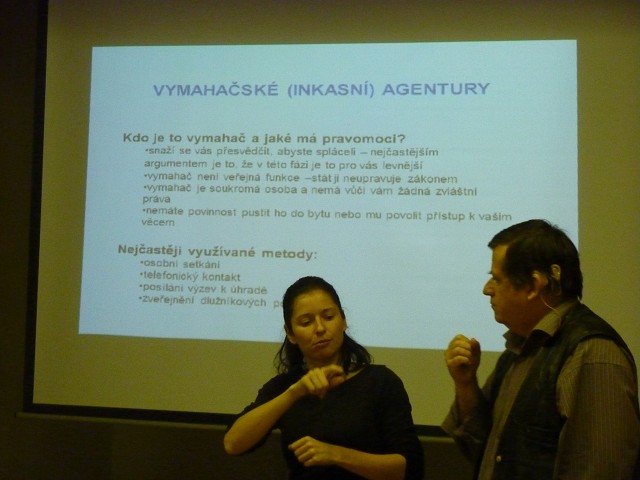 VYMAHAČSKÉ (INKASNÍ) AGENTURY
Kdo je to vymahač a jaké má pravomoci?
•snaží se vás přesvědčit, abyste spláceli – nejčastějším
argumentem je to, že v této fázi je to pro vás levnější
•vymahač není veřejná funkce –stát ji neupravuje zákonem
•vymahač je soukromá osoba a nemá vůči vám žádná zvláštní
práva
•nemáte povinnost pustit ho do bytu nebo mu povolit přístup k vašim
věcem
Nejčastěji využívané metody:
•osobní setkání
•telefonický kontakt
•posílání výzev k úhradě
•zveřejnění dlužníkových